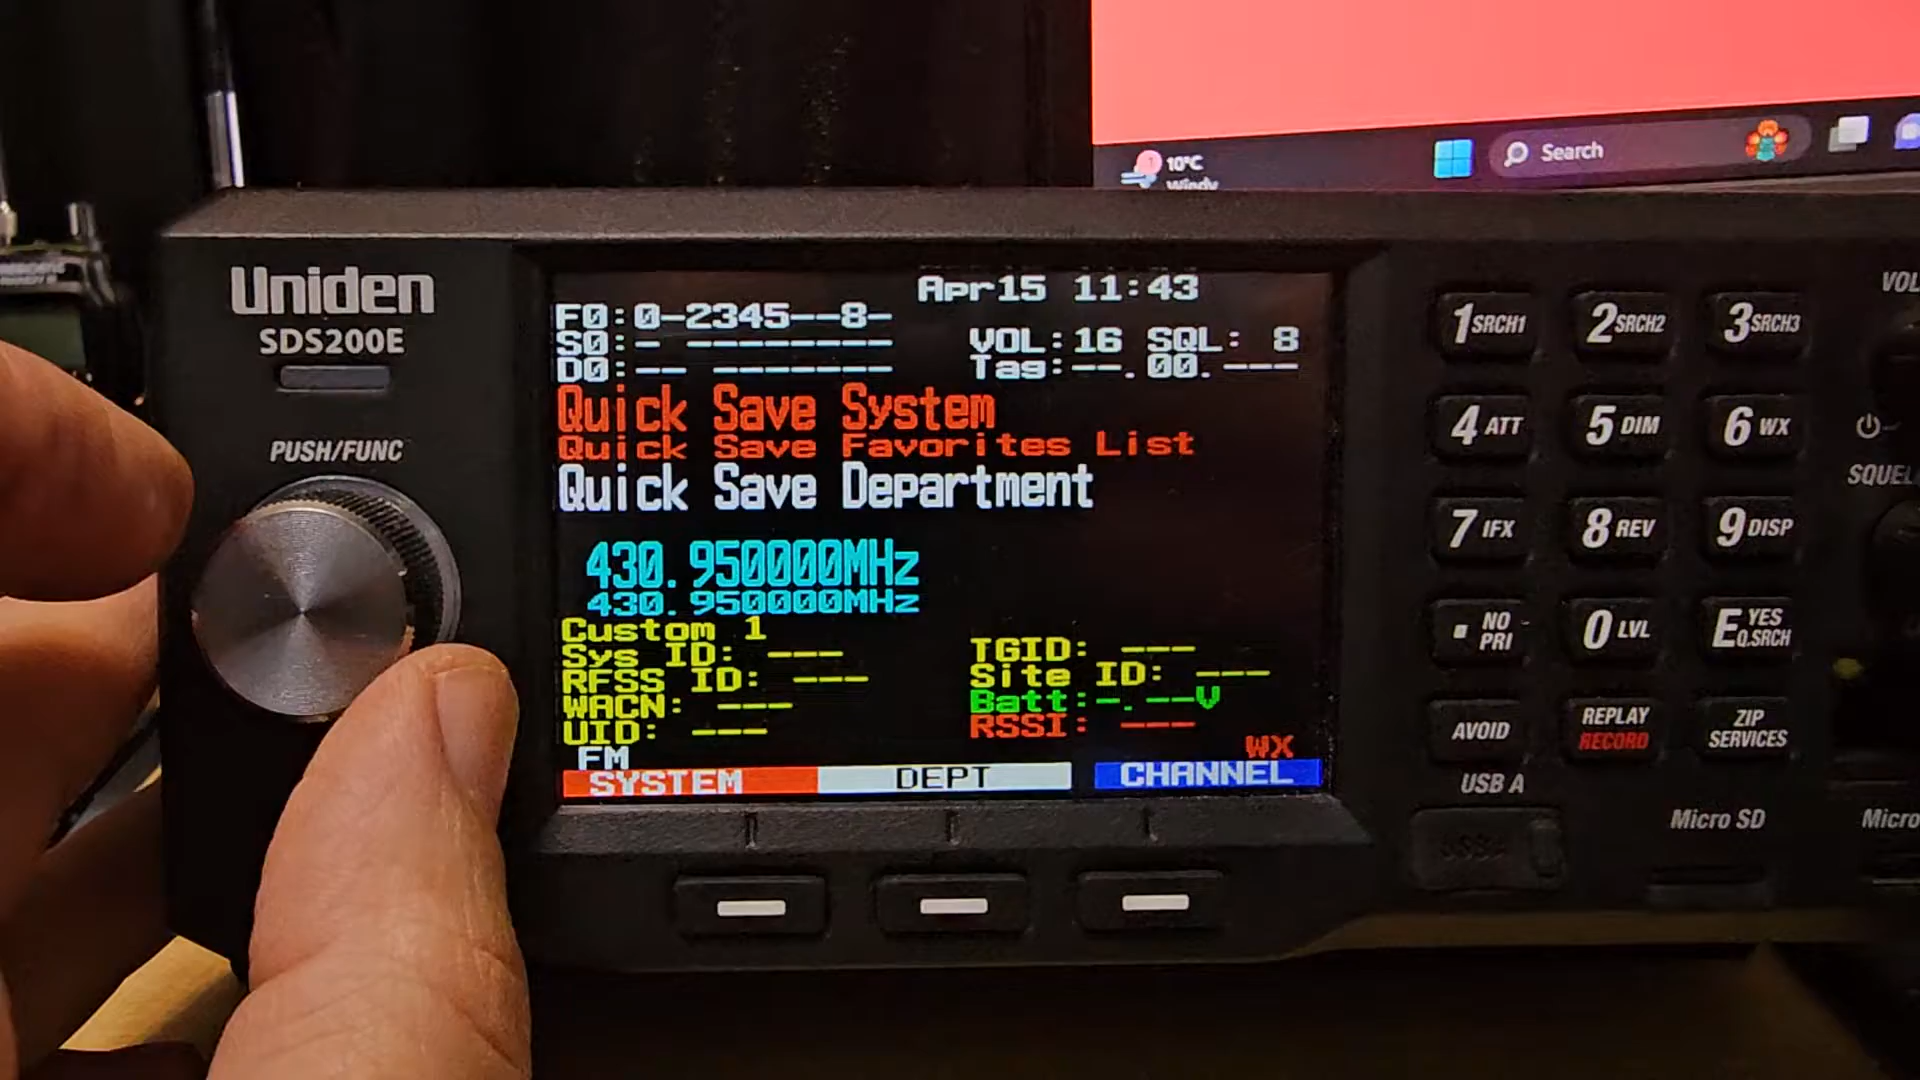 10°C
Windy
Search
Uniden
SDS200E
PUSH/FUNC
Apr15 11:43
F0:0-2345--8-
S0:- --------
VOL:16 SQL: 8
D0:-- -------
Tag:--.00.---
Quick Save System
Quick Save Favorites List
Quick Save Department
430.950000MHz
430.950000MHz
Custom 1
Sys ID: ---
TGID: ---
RFSS ID: ---
Site ID: ---
WACN: ---
Batt:-.--V
UID: ---
RSSI: ---
FM
WX
SYSTEM DEPT CHANNEL
1 SRCH1 2 SRCH2 3 SRCH3
4 ATT 5 DIM 6 WX
7 IFX 8 REV 9 DISP
. NO PRI 0 LVL E YES Q.SRCH
AVOID REPLAY RECORD ZIP SERVICES
USB A
Micro SD
Micro
VOL
SQUEL